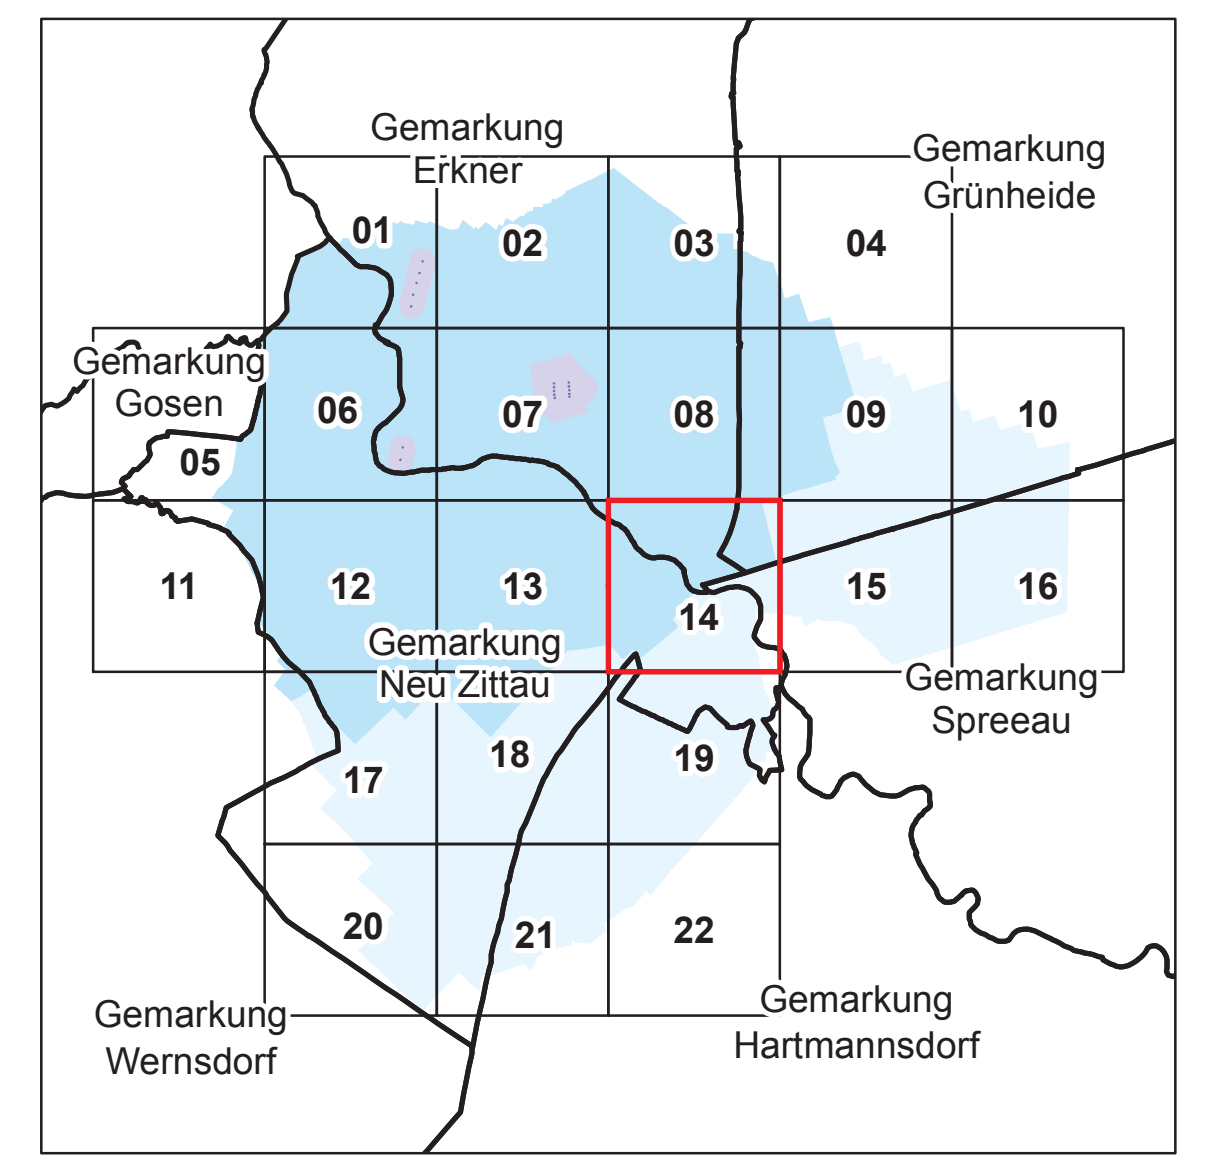 Gemarkung
Erkner
Gemarkung
Grünheide
01
02
03
04
Gemarkung
Gosen
05
06
07
08
09
10
11
12
13
14
15
16
Gemarkung
Neu Zittau
Gemarkung
Spreeau
17
18
19
20
21
22
Gemarkung
Wernsdorf
Gemarkung
Hartmannsdorf